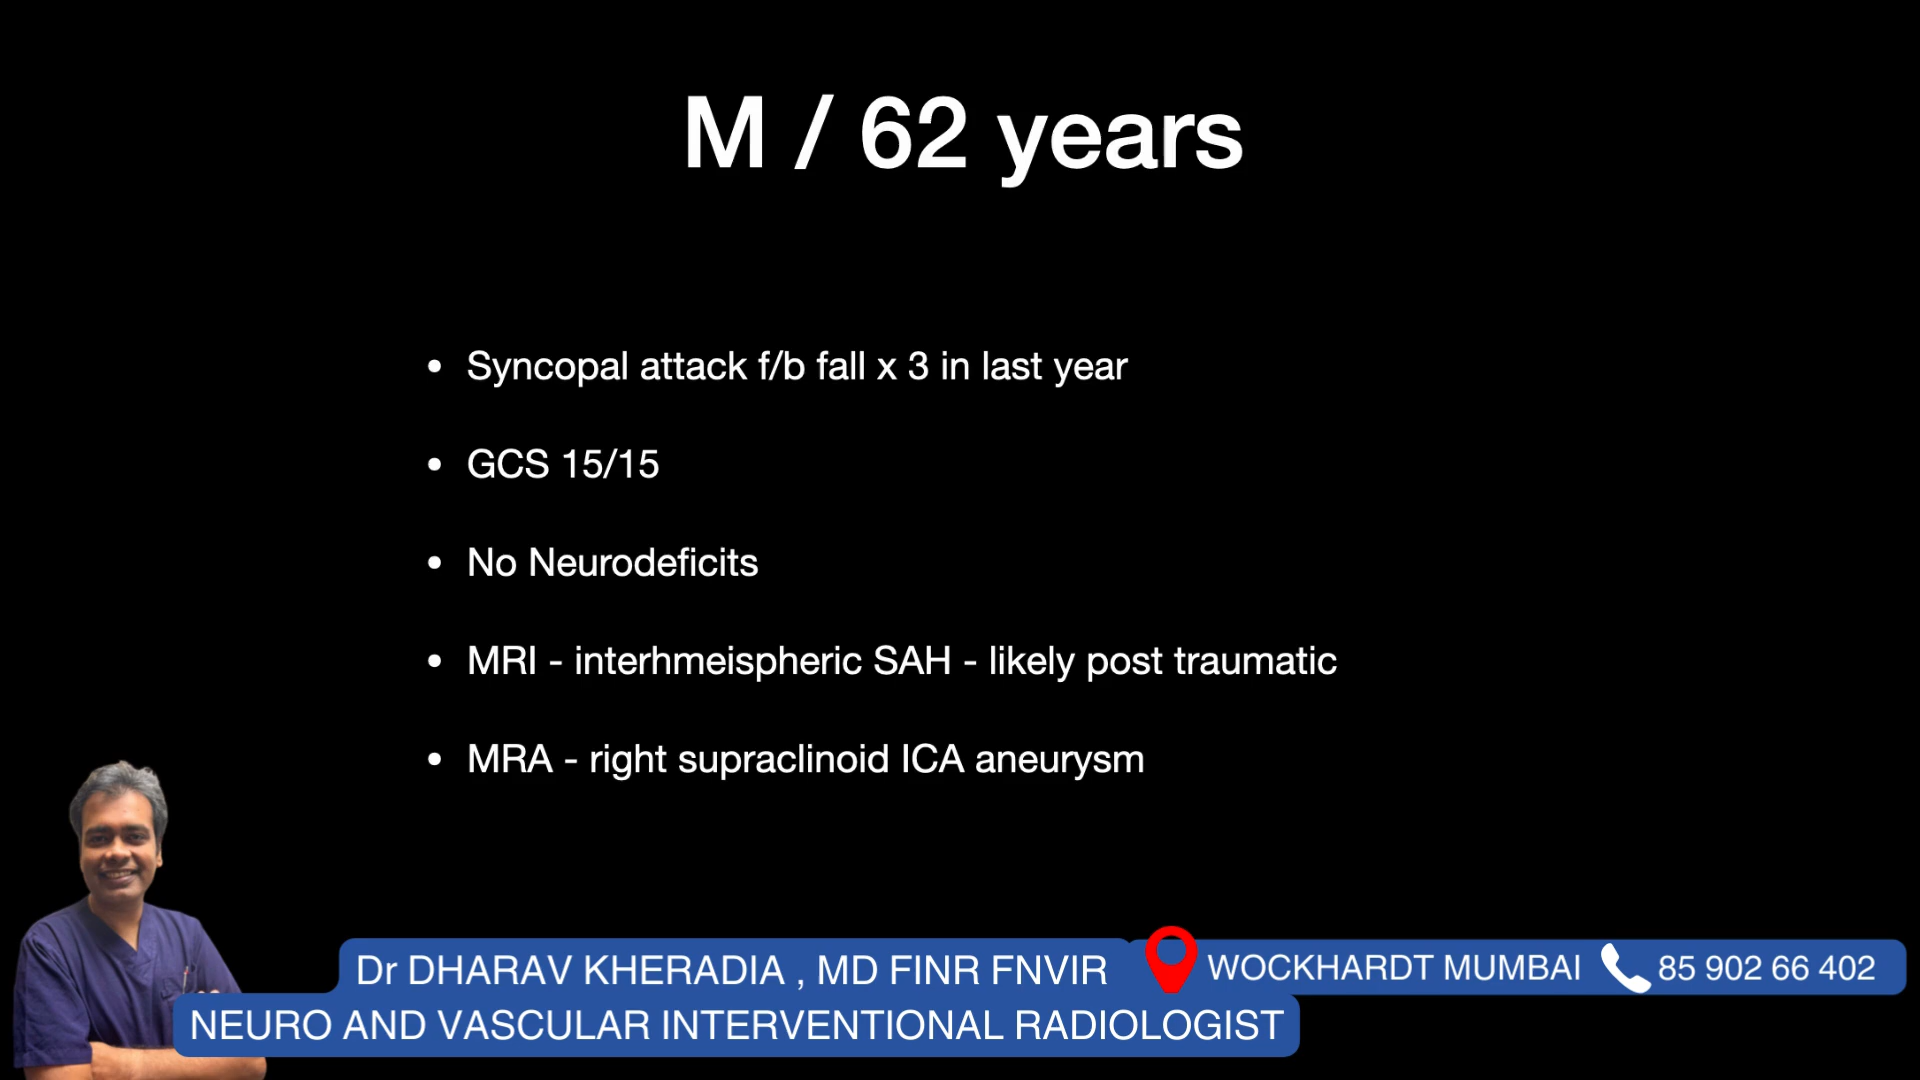 M / 62 years
• Syncopal attack f/b fall x 3 in last year
• GCS 15/15
• No Neurodeficits
• MRI - interhmeispheric SAH - likely post traumatic
• MRA - right supraclinoid ICA aneurysm
Dr DHARAV KHERADIA , MD FINR FNVIR
WOCKHARDT MUMBAI
85 902 66 402
NEURO AND VASCULAR INTERVENTIONAL RADIOLOGIST